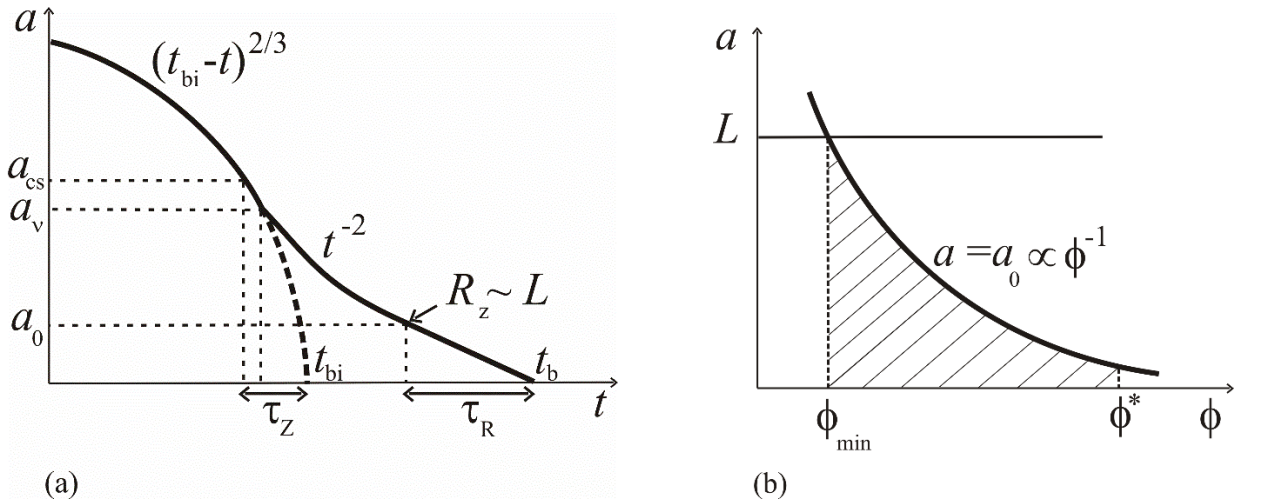 a
(t_bi-t)^2/3
a_cs
a_ν
t^-2
R_z~ L
a_0
t_bi
t_b
t
τ_Z
τ_R
(a)
a
L
a =a_0 ∝ ϕ^-1
ϕ_min
ϕ*
ϕ
(b)